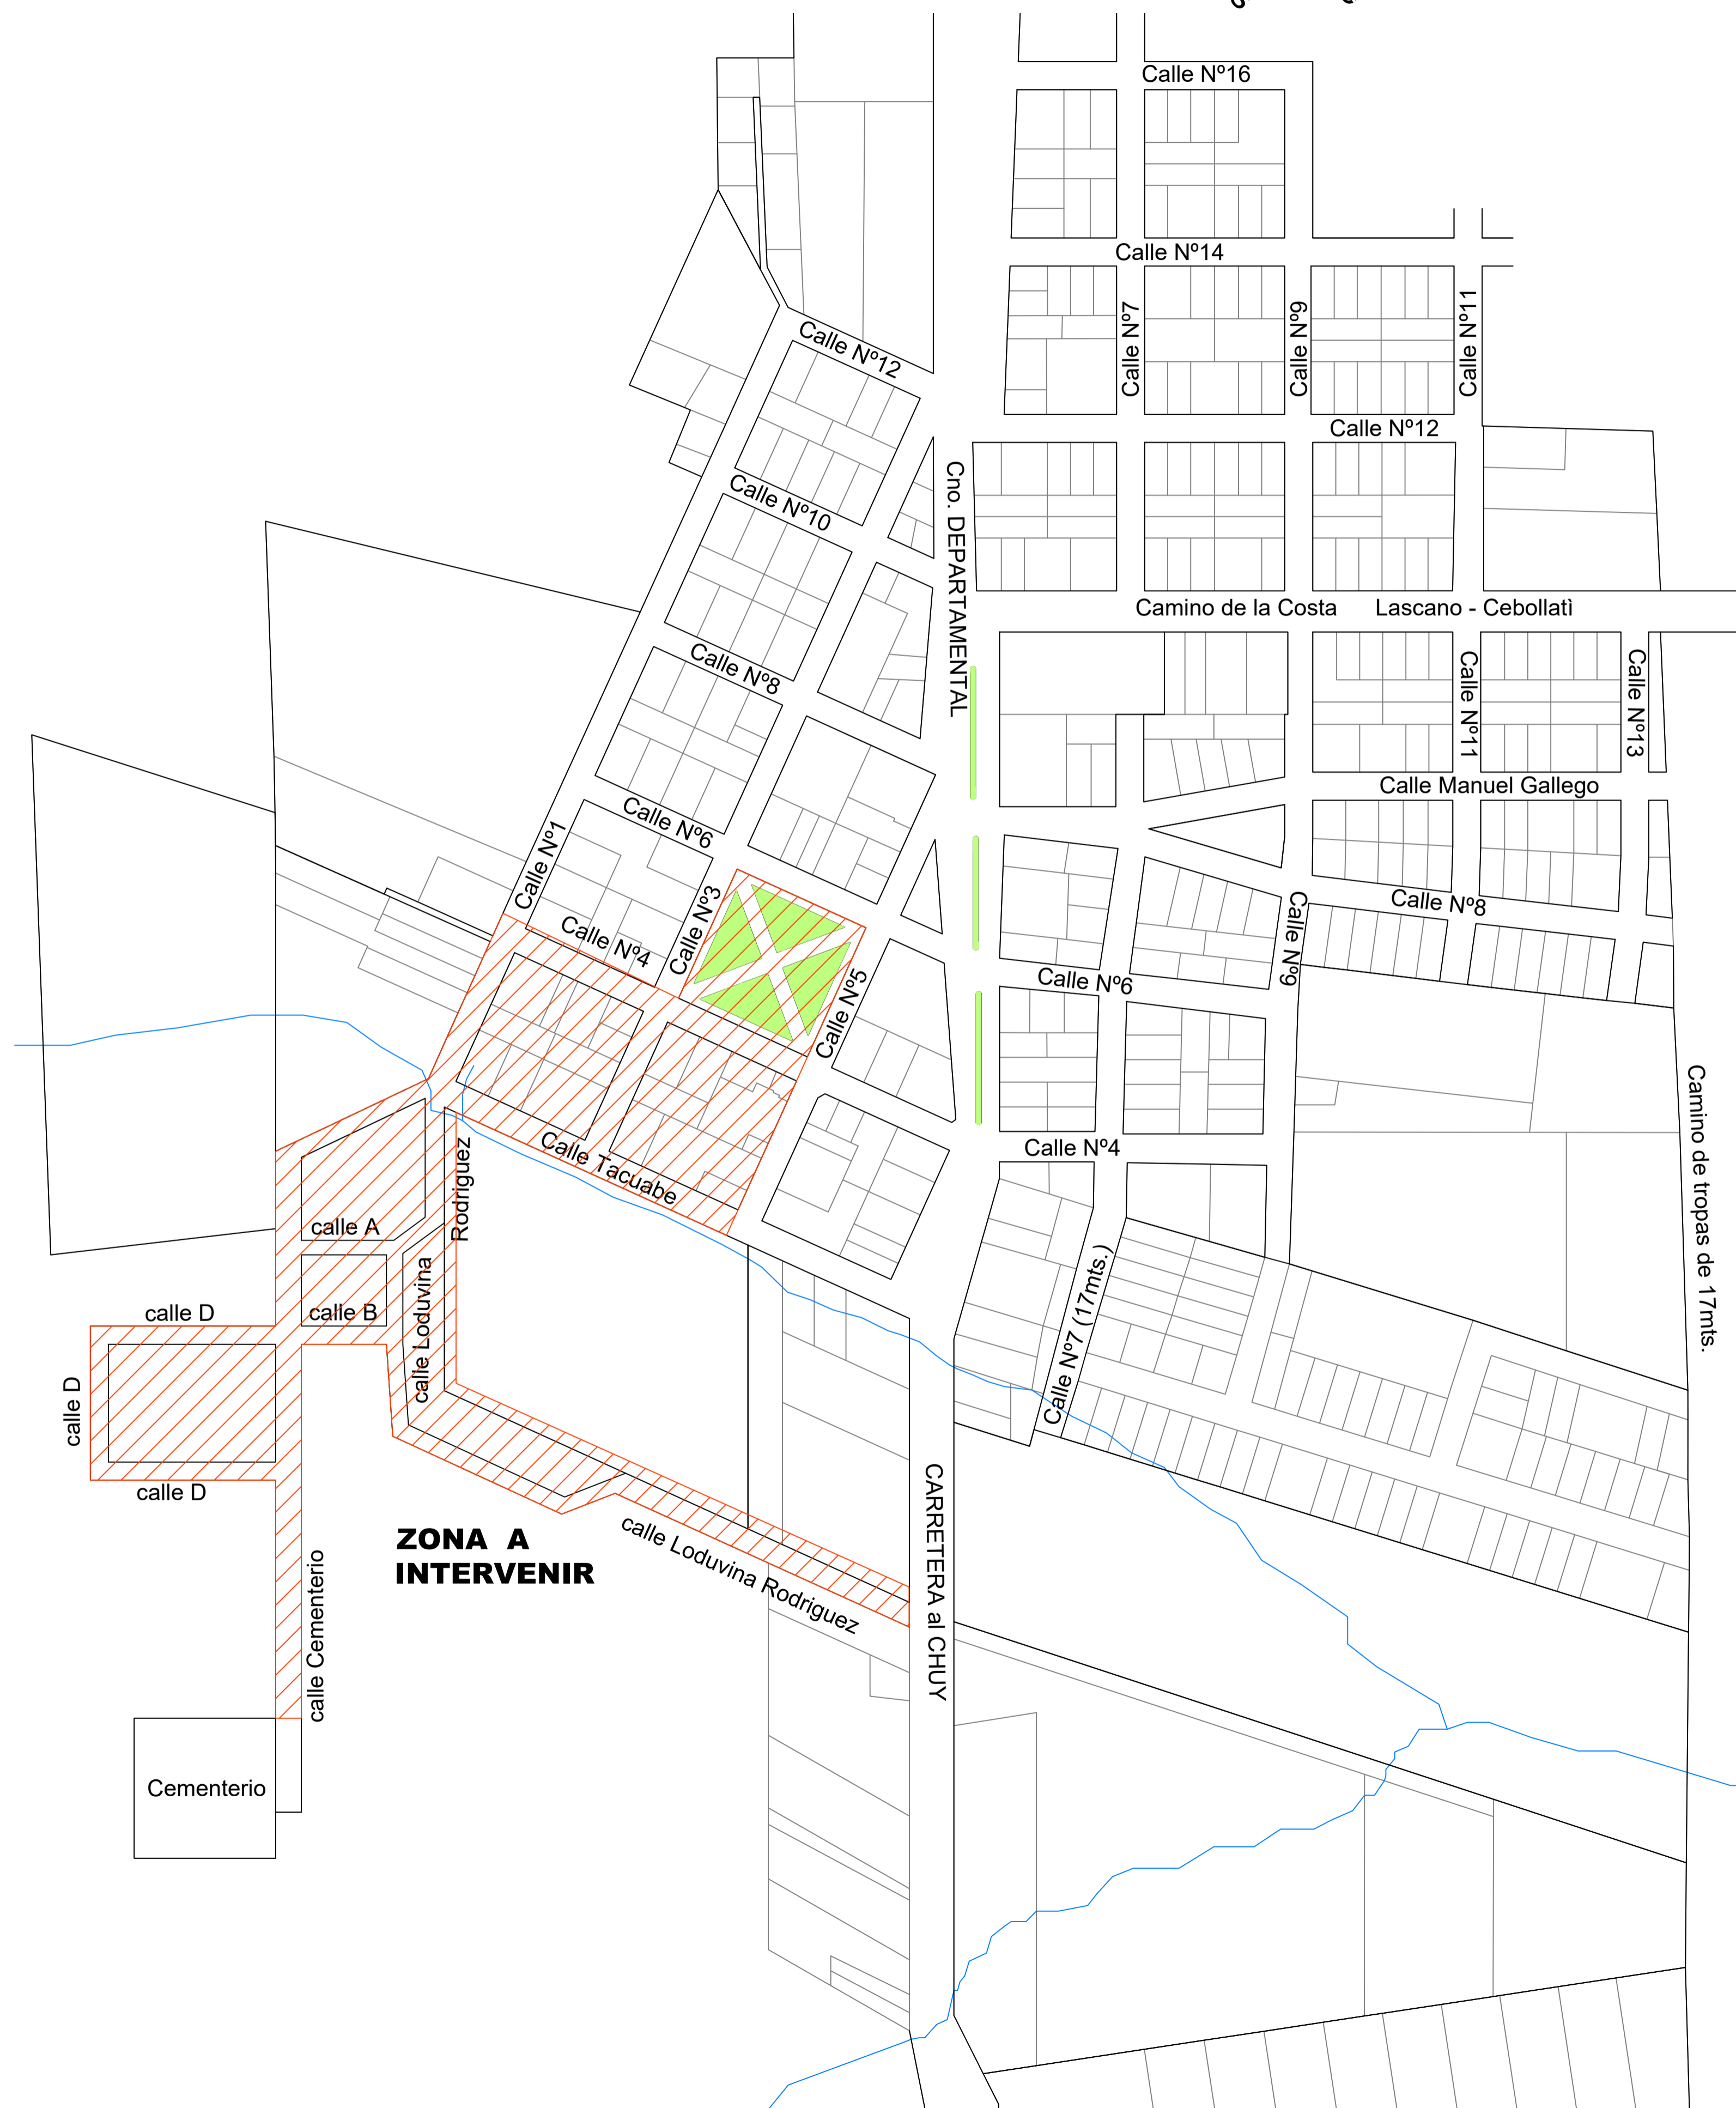 Calle Nº16
Calle Nº14
Calle Nº7
Calle Nº9
Calle Nº11
Calle Nº12
Calle Nº12
Calle Nº10
Cno. DEPARTAMENTAL
Camino de la Costa
Lascano - Cebollatì
Calle Nº8
Calle Nº11
Calle Nº13
Calle Manuel Gallego
Calle Nº6
Calle Nº1
Calle Nº3
Calle Nº4
Calle Nº8
Calle Nº9
Calle Nº5
Calle Nº6
Calle Nº4
Camino de tropas de 17mts.
Calle Tacuabe
Rodriguez
calle Loduvina
calle A
calle B
calle D
calle D
calle D
Calle Nº7 (17mts.)
ZONA A
INTERVENIR
calle Loduvina Rodriguez
CARRETERA al CHUY
calle Cementerio
Cementerio